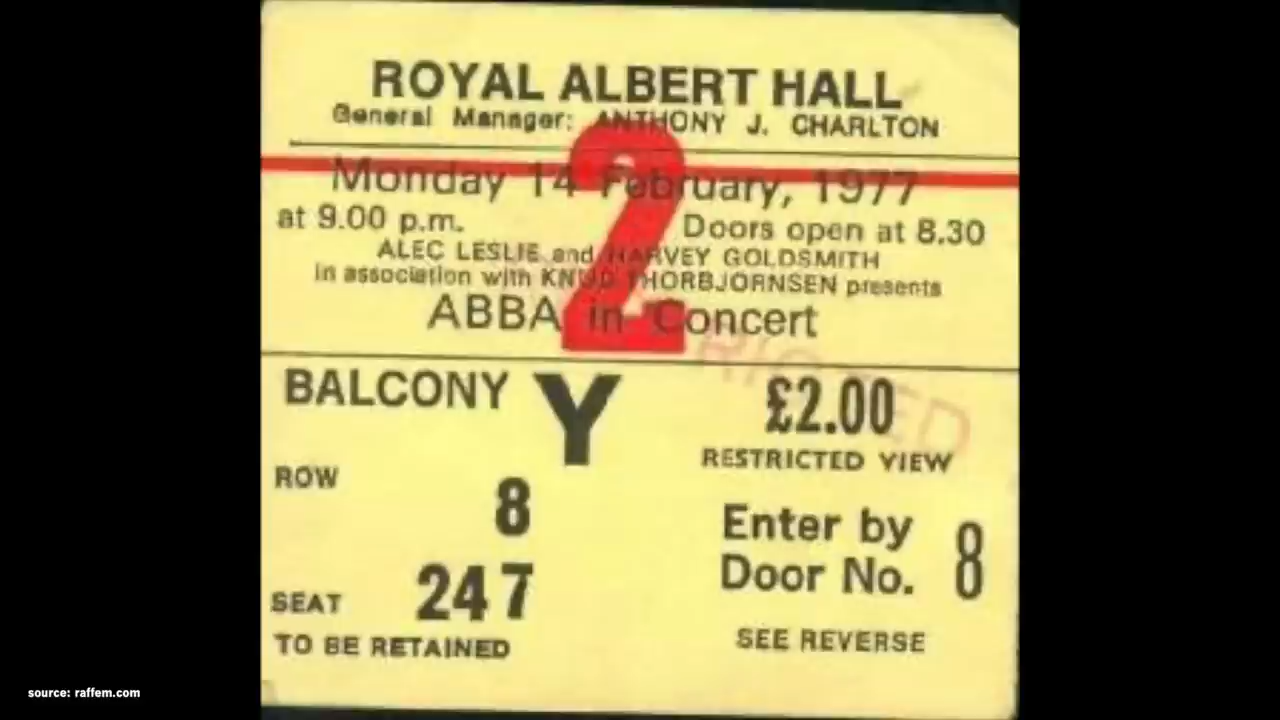 ROYAL ALBERT HALL
General Manager: ANTHONY J. CHARLTON
Monday 14 February, 1977
at 9.00 p.m. Doors open at 8.30
ALEC LESLIE and HARVEY GOLDSMITH
in association with KNUD THORBJORNSEN presents
ABBA in Concert
2
BALCONY Y £2.00
RESTRICTED VIEW
ROW 8
Enter by
Door No. 8
SEAT 247
TO BE RETAINED
SEE REVERSE
source: raffem.com